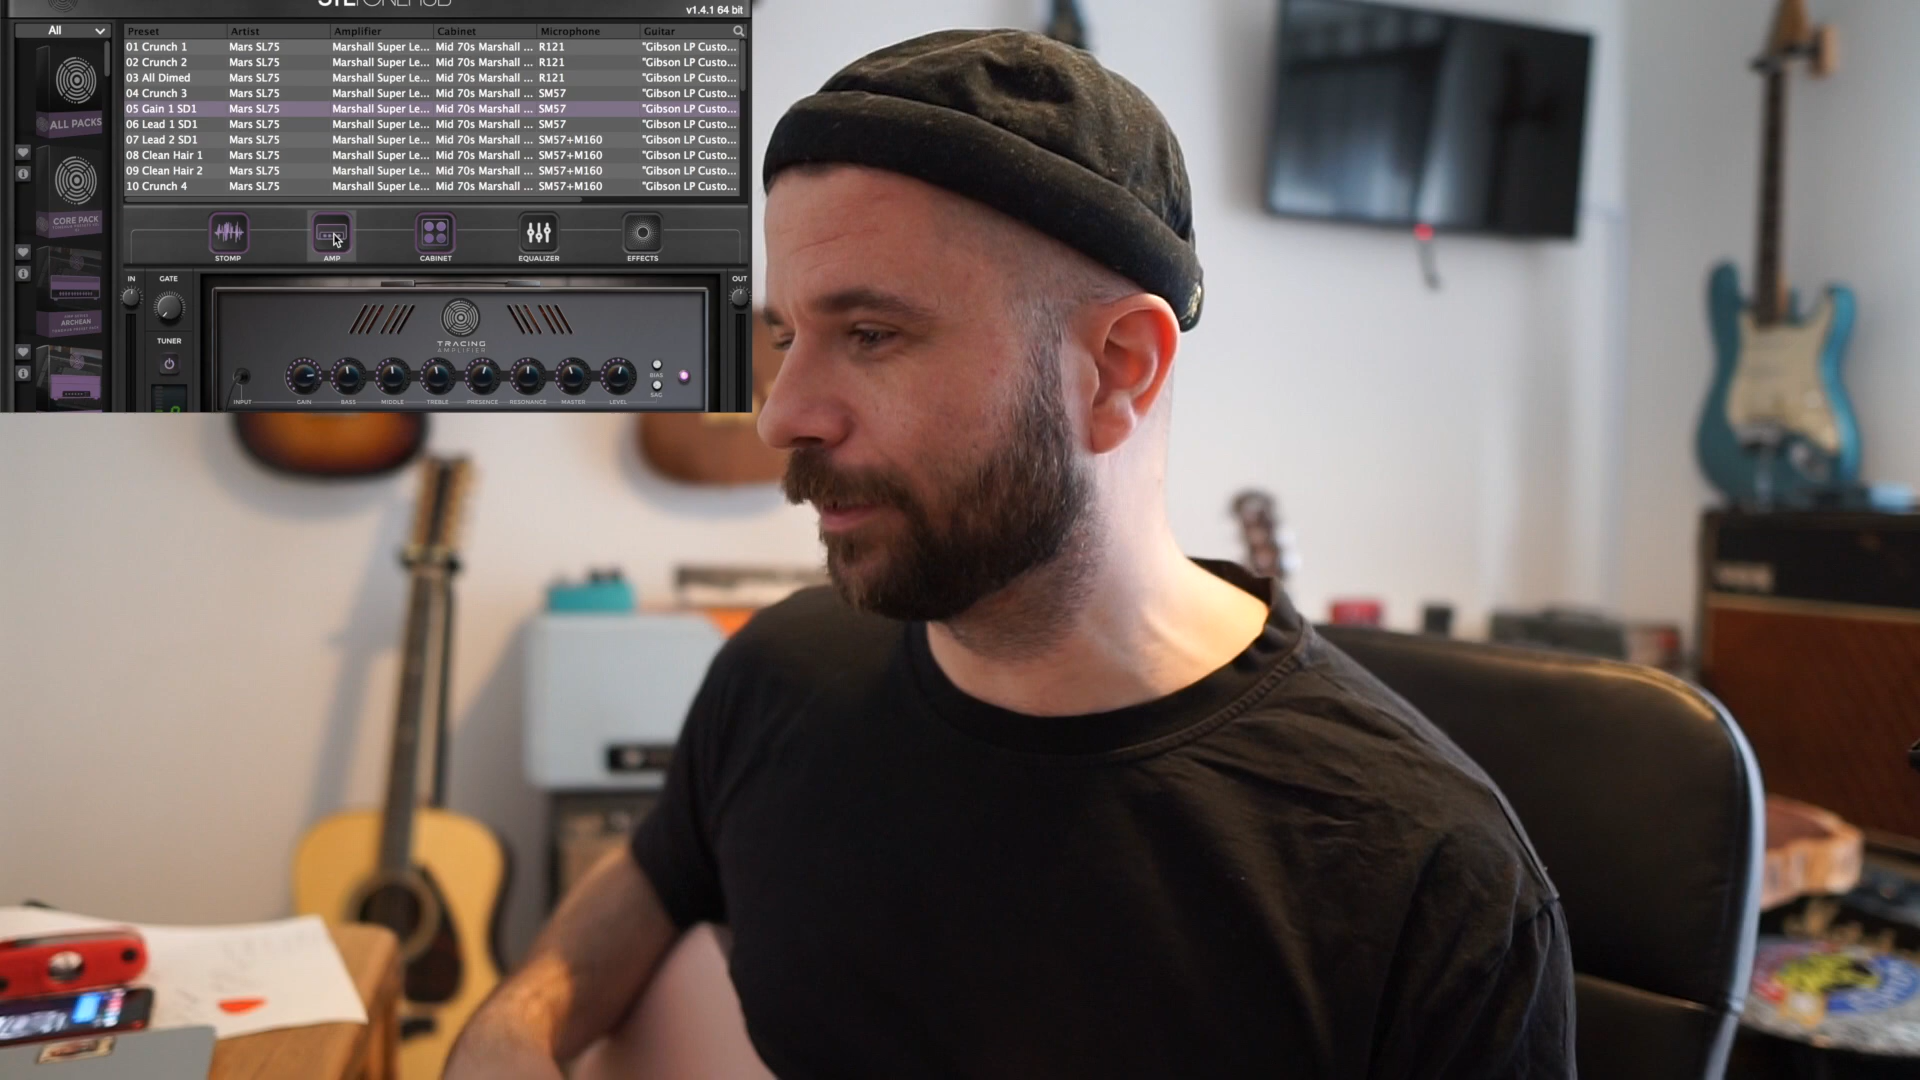 v1.4.1 64 bit
All
Preset Artist Amplifier Cabinet Microphone Guitar
01 Crunch 1 Mars SL75 Marshall Super Le... Mid 70s Marshall ... R121 "Gibson LP Custo...
02 Crunch 2 Mars SL75 Marshall Super Le... Mid 70s Marshall ... R121 "Gibson LP Custo...
03 All Dimed Mars SL75 Marshall Super Le... Mid 70s Marshall ... R121 "Gibson LP Custo...
04 Crunch 3 Mars SL75 Marshall Super Le... Mid 70s Marshall ... SM57 "Gibson LP Custo...
05 Gain 1 SD1 Mars SL75 Marshall Super Le... Mid 70s Marshall ... SM57 "Gibson LP Custo...
06 Lead 1 SD1 Mars SL75 Marshall Super Le... Mid 70s Marshall ... SM57 "Gibson LP Custo...
07 Lead 2 SD1 Mars SL75 Marshall Super Le... Mid 70s Marshall ... SM57+M160 "Gibson LP Custo...
08 Clean Hair 1 Mars SL75 Marshall Super Le... Mid 70s Marshall ... SM57+M160 "Gibson LP Custo...
09 Clean Hair 2 Mars SL75 Marshall Super Le... Mid 70s Marshall ... SM57+M160 "Gibson LP Custo...
10 Crunch 4 Mars SL75 Marshall Super Le... Mid 70s Marshall ... SM57+M160 "Gibson LP Custo...
ALL PACKS
CORE PACK
ARCHEAN
STOMP AMP CABINET EQUALIZER EFFECTS
IN GATE OUT
TUNER
TRACING
AMPLIFIER
INPUT GAIN BASS MIDDLE TREBLE PRESENCE RESONANCE MASTER LEVEL
BIAS
SAG